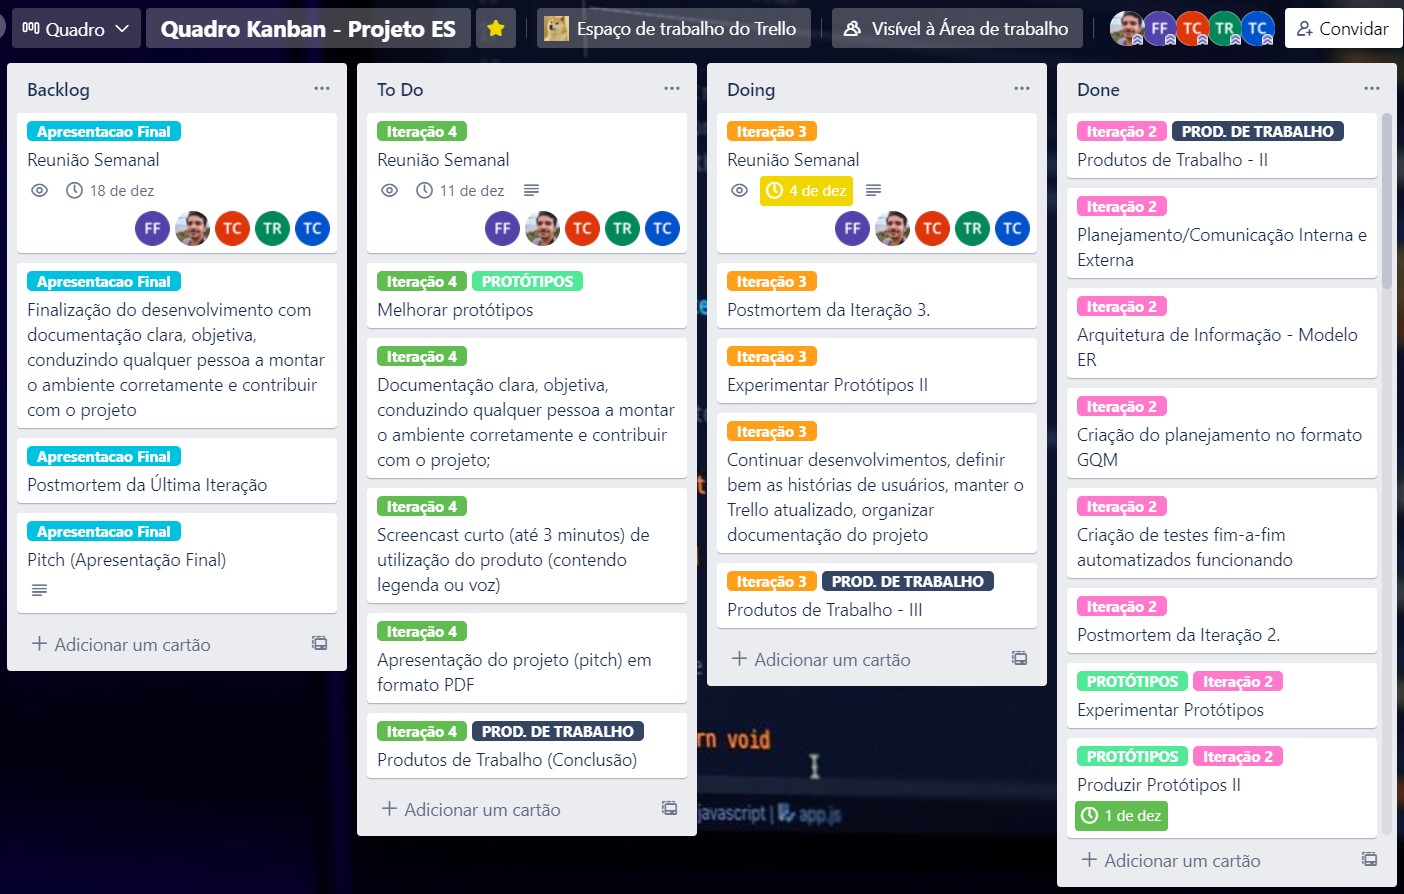 Quadro
Quadro Kanban - Projeto ES
Espaço de trabalho do Trello
Visível à Área de trabalho
FF
TC
TR
TC
Convidar
Backlog
Apresentacao Final
Reunião Semanal
18 de dez
FF
TC
TR
TC
Apresentacao Final
Finalização do desenvolvimento com
documentação clara, objetiva,
conduzindo qualquer pessoa a montar
o ambiente corretamente e contribuir
com o projeto
Apresentacao Final
Postmortem da Última Iteração
Apresentacao Final
Pitch (Apresentação Final)
Adicionar um cartão
To Do
Iteração 4
Reunião Semanal
11 de dez
FF
TC
TR
TC
Iteração 4
PROTÓTIPOS
Melhorar protótipos
Iteração 4
Documentação clara, objetiva,
conduzindo qualquer pessoa a montar
o ambiente corretamente e contribuir
com o projeto;
Iteração 4
Screencast curto (até 3 minutos) de
utilização do produto (contendo
legenda ou voz)
Iteração 4
Apresentação do projeto (pitch) em
formato PDF
Iteração 4
PROD. DE TRABALHO
Produtos de Trabalho (Conclusão)
Adicionar um cartão
Doing
Iteração 3
Reunião Semanal
4 de dez
FF
TC
TR
TC
Iteração 3
Postmortem da Iteração 3.
Iteração 3
Experimentar Protótipos II
Iteração 3
Continuar desenvolvimentos, definir
bem as histórias de usuários, manter o
Trello atualizado, organizar
documentação do projeto
Iteração 3
PROD. DE TRABALHO
Produtos de Trabalho - III
Adicionar um cartão
void
javascript
app.js
Done
Iteração 2
PROD. DE TRABALHO
Produtos de Trabalho - II
Iteração 2
Planejamento/Comunicação Interna e
Externa
Iteração 2
Arquitetura de Informação - Modelo
ER
Iteração 2
Criação do planejamento no formato
GQM
Iteração 2
Criação de testes fim-a-fim
automatizados funcionando
Iteração 2
Postmortem da Iteração 2.
PROTÓTIPOS
Iteração 2
Experimentar Protótipos
PROTÓTIPOS
Iteração 2
Produzir Protótipos II
1 de dez
Adicionar um cartão